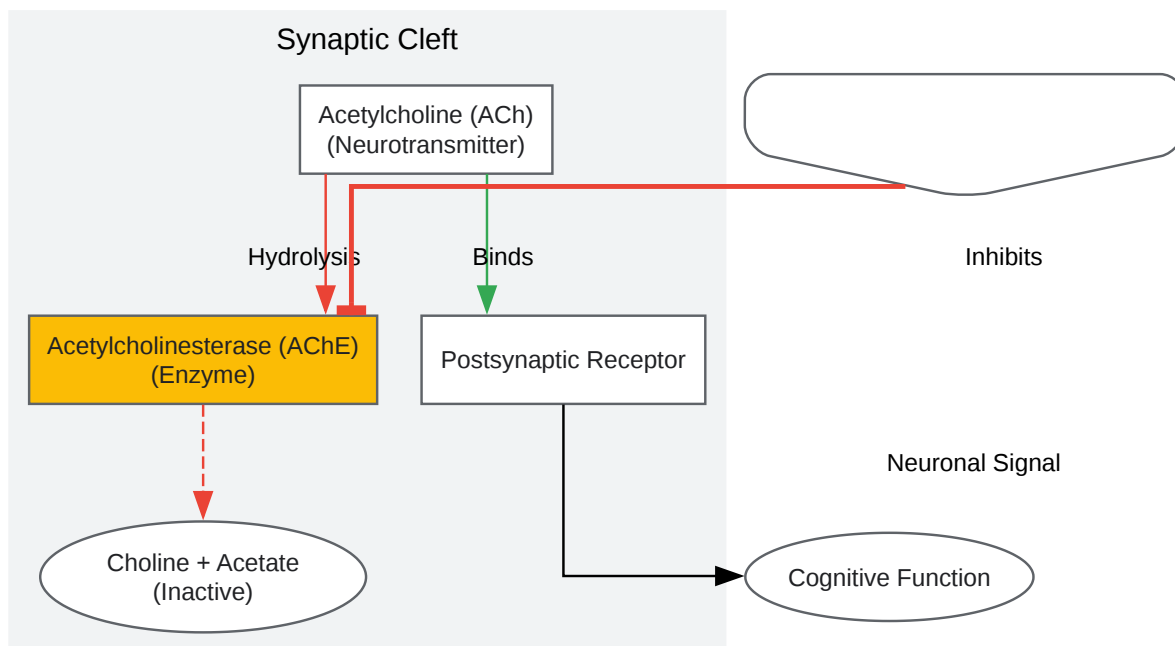 Synaptic Cleft
Acetylcholine (ACh)
(Neurotransmitter)
Hydrolysis
Binds
Inhibits
Acetylcholinesterase (AChE)
(Enzyme)
Postsynaptic Receptor
Neuronal Signal
Choline + Acetate
(Inactive)
Cognitive Function